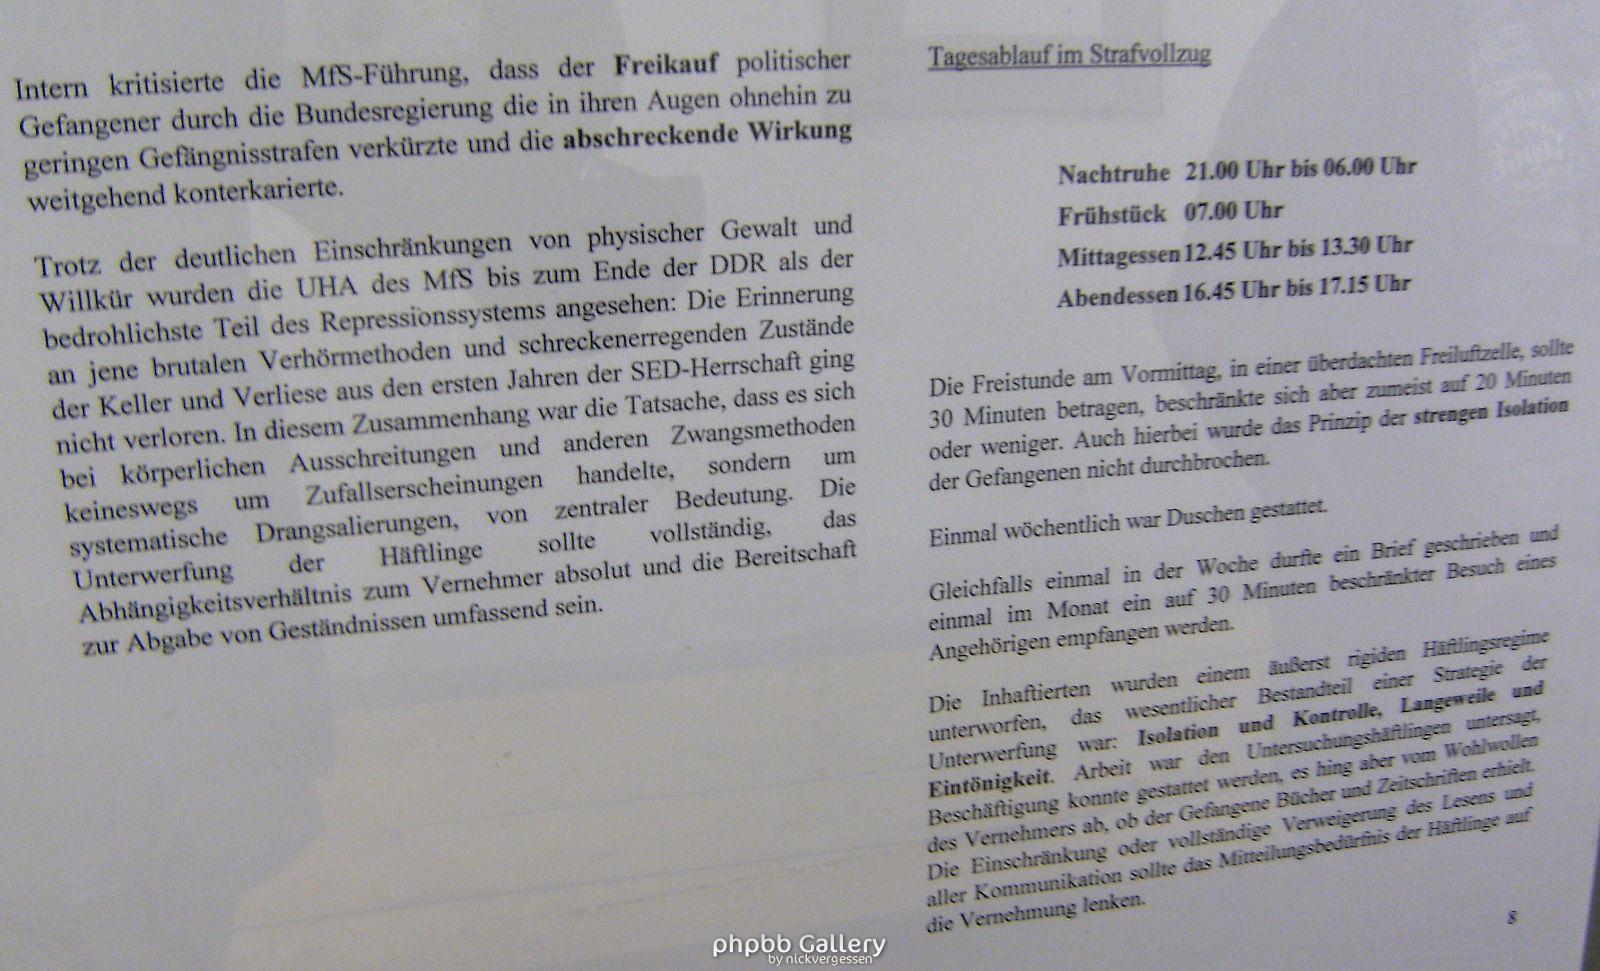 Intern kritisierte die MfS-Führung, dass der Freikauf politischer
Gefangener durch die Bundesregierung die in ihren Augen ohnehin zu
geringen Gefängnisstrafen verkürzte und die abschreckende Wirkung
weitgehend konterkarierte.
Trotz der deutlichen Einschränkungen von physischer Gewalt und
Willkür wurden die UHA des MfS bis zum Ende der DDR als der
bedrohlichste Teil des Repressionssystems angesehen: Die Erinnerung
an jene brutalen Verhörmethoden und schreckenerregenden Zustände
der Keller und Verliese aus den ersten Jahren der SED-Herrschaft ging
nicht verloren. In diesem Zusammenhang war die Tatsache, dass es sich
bei körperlichen Ausschreitungen und anderen Zwangsmethoden
keineswegs um Zufallserscheinungen handelte, sondern um
systematische Drangsalierungen, von zentraler Bedeutung. Die
Unterwerfung der Häftlinge sollte vollständig, das
Abhängigkeitsverhältnis zum Vernehmer absolut und die Bereitschaft
zur Abgabe von Geständnissen umfassend sein.
Tagesablauf im Strafvollzug
Nachtruhe 21.00 Uhr bis 06.00 Uhr
Frühstück 07.00 Uhr
Mittagessen 12.45 Uhr bis 13.30 Uhr
Abendessen 16.45 Uhr bis 17.15 Uhr
Die Freistunde am Vormittag, in einer überdachten Freiluftzelle, sollte
30 Minuten betragen, beschränkte sich aber zumeist auf 20 Minuten
oder weniger. Auch hierbei wurde das Prinzip der strengen Isolation
der Gefangenen nicht durchbrochen.
Einmal wöchentlich war Duschen gestattet.
Gleichfalls einmal in der Woche durfte ein Brief geschrieben und
einmal im Monat ein auf 30 Minuten beschränkter Besuch eines
Angehörigen empfangen werden.
Die Inhaftierten wurden einem äußerst rigiden Häftlingsregime
unterworfen, das wesentlicher Bestandteil einer Strategie der
Unterwerfung war: Isolation und Kontrolle, Langeweile und
Eintönigkeit. Arbeit war den Untersuchungshäftlingen untersagt,
Beschäftigung konnte gestattet werden, es hing aber vom Wohlwollen
des Vernehmers ab, ob der Gefangene Bücher und Zeitschriften erhielt.
Die Einschränkung oder vollständige Verweigerung des Lesens und
aller Kommunikation sollte das Mitteilungsbedürfnis der Häftlinge auf
die Vernehmung lenken.
8
phpbb Gallery
by nickvergessen